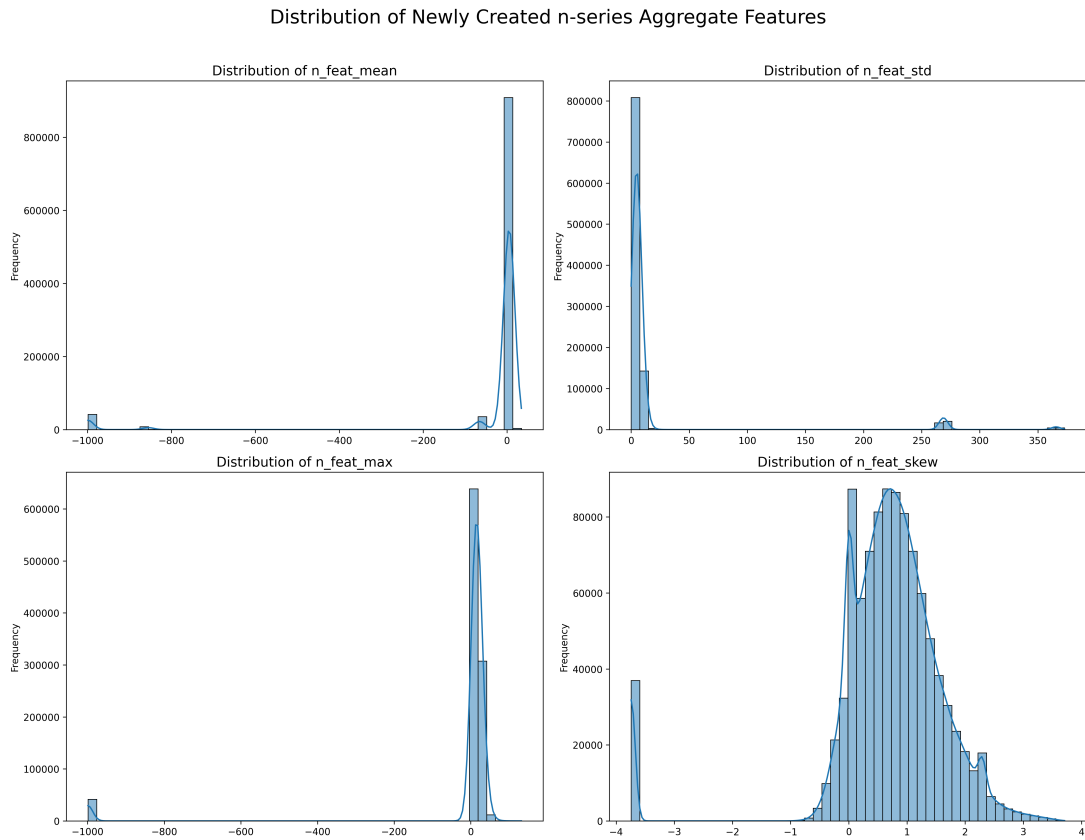 Distribution of Newly Created n-series Aggregate Features
Distribution of n_feat_mean
Frequency
800000
600000
400000
200000
0
−1000 −800 −600 −400 −200 0
Distribution of n_feat_std
Frequency
800000
700000
600000
500000
400000
300000
200000
100000
0
0 50 100 150 200 250 300 350
Distribution of n_feat_max
Frequency
600000
500000
400000
300000
200000
100000
0
−1000 −800 −600 −400 −200 0
Distribution of n_feat_skew
Frequency
80000
60000
40000
20000
0
−4 −3 −2 −1 0 1 2 3 4